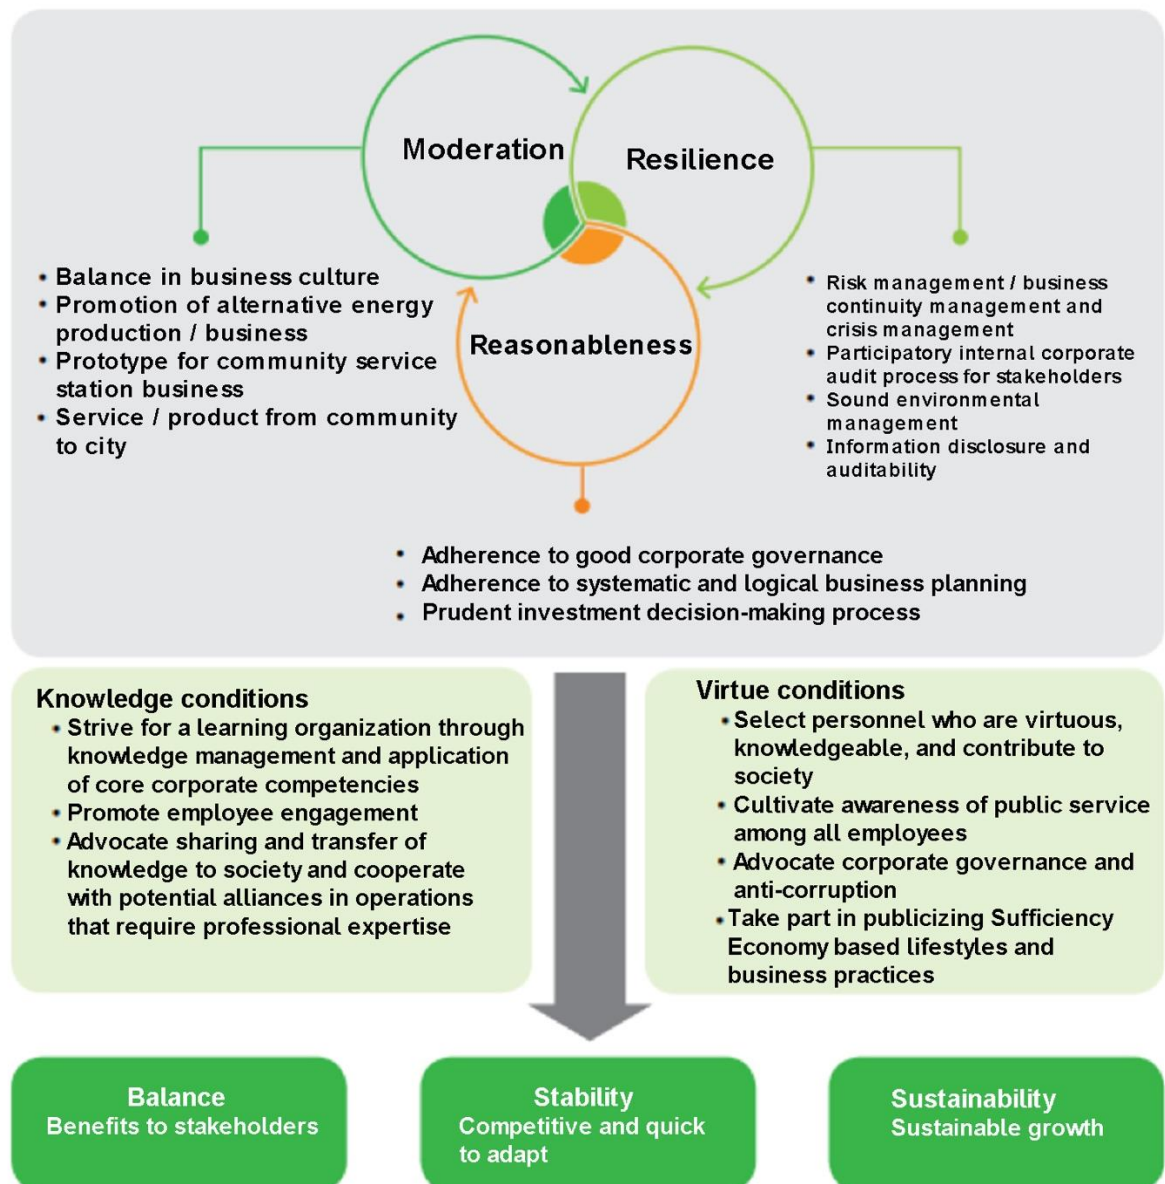 Moderation
Resilience
Reasonableness
• Balance in business culture
• Promotion of alternative energy
production / business
• Prototype for community service
station business
• Service / product from community
to city
• Risk management / business
continuity management and
crisis management
• Participatory internal corporate
audit process for stakeholders
• Sound environmental
management
• Information disclosure and
auditability
• Adherence to good corporate governance
• Adherence to systematic and logical business planning
• Prudent investment decision-making process
Knowledge conditions
• Strive for a learning organization through
knowledge management and application
of core corporate competencies
• Promote employee engagement
• Advocate sharing and transfer of
knowledge to society and cooperate
with potential alliances in operations
that require professional expertise
Virtue conditions
• Select personnel who are virtuous,
knowledgeable, and contribute to
society
• Cultivate awareness of public service
among all employees
• Advocate corporate governance and
anti-corruption
• Take part in publicizing Sufficiency
Economy based lifestyles and
business practices
Balance
Benefits to stakeholders
Stability
Competitive and quick
to adapt
Sustainability
Sustainable growth